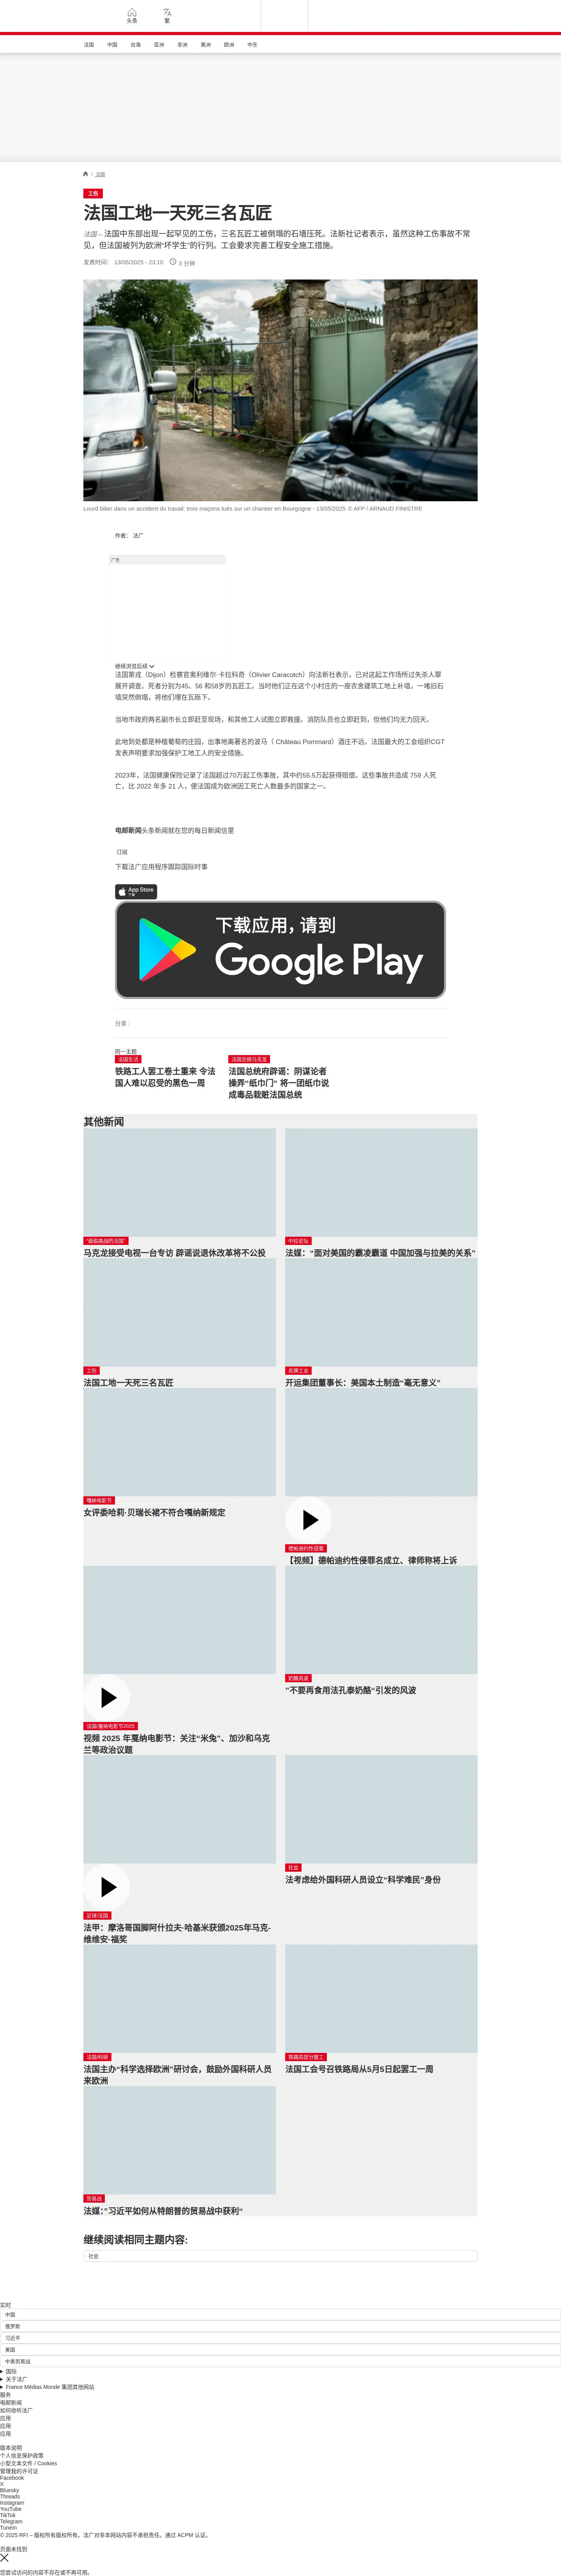 头条
繁
法国
中国
台海
亚洲
非洲
美洲
欧洲
中东
/ 法国
工伤
法国工地一天死三名瓦匠
法国 – 法国中东部出现一起罕见的工伤，三名瓦匠工被倒塌的石墙压死。法新社记者表示，虽然这种工伤事故不常
见，但法国被列为欧洲“坏学生”的行列。工会要求完善工程安全施工措施。
发表时间： 13/05/2025 - 23:10 3 分钟
Lourd bilan dans un accident du travail: trois maçons tués sur un chantier en Bourgogne - 13/05/2025 © AFP / ARNAUD FINISTRE
作者： 法广
广告
继续浏览后续
法国第戎（Dijon）检察官奥利维尔·卡拉科奇（Olivier Caracotch）向法新社表示，已对这起工作场所过失杀人罪
展开调查。死者分别为45、56 和58岁的瓦匠工。当时他们正在这个小村庄的一座农舍建筑工地上补墙，一堵旧石
墙突然倒塌，将他们埋在瓦砾下。
当地市政府两名副市长立即赶至现场，和其他工人试图立即救援。消防队员也立即赶到，但他们均无力回天。
此地到处都是种植葡萄的庄园，出事地离著名的波马（ Château Pommard）酒庄不远。法国最大的工会组织CGT
发表声明要求加强保护工地工人的安全措施。
2023年，法国健康保险记录了法国超过70万起工伤事故，其中约55.5万起获得赔偿。这些事故共造成 759 人死
亡，比 2022 年多 21 人，使法国成为欧洲因工死亡人数最多的国家之一。
电邮新闻头条新闻就在您的每日新闻信里
订阅
下载法广应用程序跟踪国际时事
App Store
下载
下载应用，请到
Google Play
分享 :
同一主题
法国生活
铁路工人罢工卷土重来 令法
国人难以忍受的黑色一周
法国总统马克龙
法国总统府辟谣：阴谋论者
操弄“纸巾门” 将一团纸巾说
成毒品栽赃法国总统
其他新闻
“面临挑战的法国”
马克龙接受电视一台专访 辟谣说退休改革将不公投
中拉论坛
法媒：“面对美国的霸凌霸道 中国加强与拉美的关系”
工伤
法国工地一天死三名瓦匠
名牌工业
开运集团董事长：美国本土制造“毫无意义”
嘎纳电影节
女评委哈莉·贝瑞长裙不符合嘎纳新规定
德帕迪约性侵案
【视频】德帕迪约性侵罪名成立、律师称将上诉
法国/戛纳电影节2025
视频 2025 年戛纳电影节：关注“米兔”、加沙和乌克
兰等政治议题
奶酪风波
”不要再食用法孔泰奶酪“引发的风波
足球/法国
法甲：摩洛哥国脚阿什拉夫·哈基米获颁2025年马克-
维维安·福奖
社会
法考虑给外国科研人员设立”科学难民”身份
法国/科研
法国主办“科学选择欧洲”研讨会，鼓励外国科研人员
来欧洲
铁路局部分罢工
法国工会号召铁路局从5月5日起罢工一周
贸易战
法媒：”习近平如何从特朗普的贸易战中获利“
继续阅读相同主题内容:
社会
实时
中国
俄罗斯
习近平
美国
中美贸易战
国际
关于法广
France Médias Monde 集团其他网站
服务
电邮新闻
如何收听法广
应用
应用
应用
版本说明
个人信息保护政策
小型文本文件 / Cookies
管理我的许可证
Facebook
X
Bluesky
Threads
Instagram
YouTube
TikTok
Telegram
TuneIn
© 2025 RFI – 版权所有版权所有。法广对非本网站内容不承担责任。通过 ACPM 认证。
页面未找到
您尝试访问的内容不存在或不再可用。